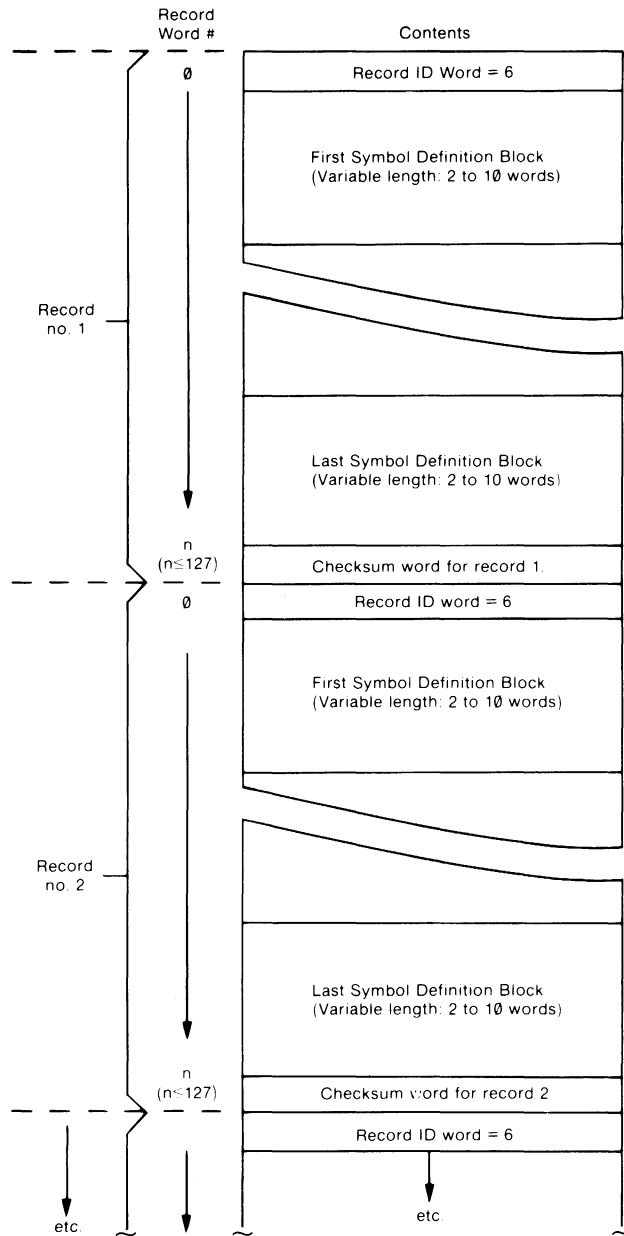 Record
Word #
Contents
Ø
Record ID Word = 6
First Symbol Definition Block
(Variable length: 2 to 1Ø words)
Record
no. 1
Last Symbol Definition Block
(Variable length: 2 to 10 words)
n
(n≤127)
Checksum word for record 1.
Ø
Record ID word = 6
First Symbol Definition Block
(Variable length: 2 to 1Ø words)
Record
no. 2
Last Symbol Definition Block
(Variable length: 2 to 1Ø words)
n
(n≤127)
Checksum word for record 2
Record ID word = 6
etc.
etc.